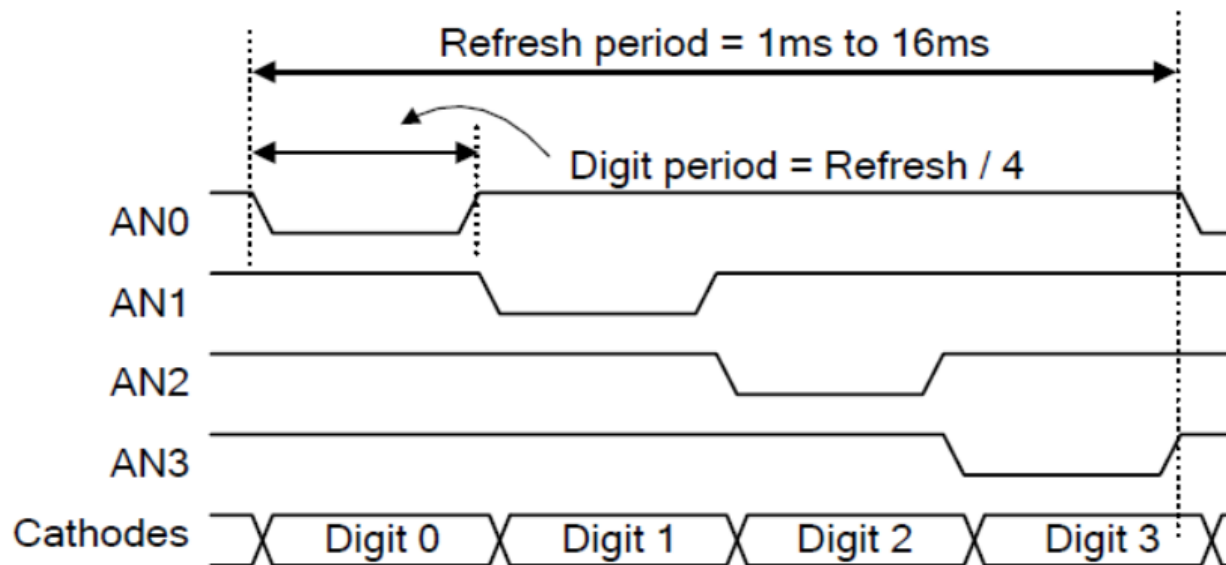 Refresh period = 1ms to 16ms
Digit period = Refresh / 4
AN0
AN1
AN2
AN3
Cathodes Digit 0 Digit 1 Digit 2 Digit 3